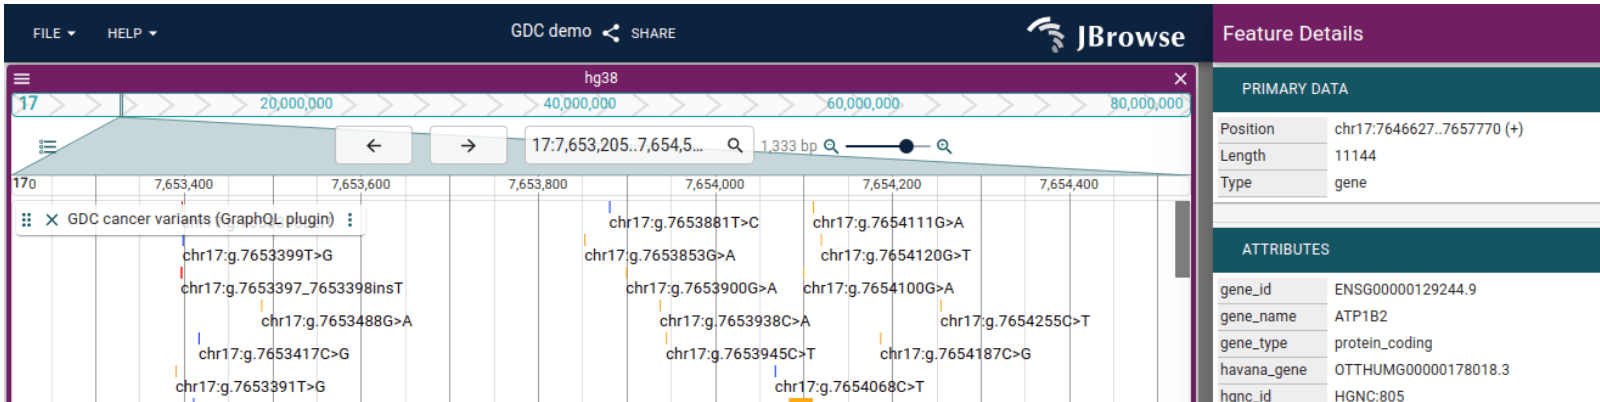 FILE HELP GDC demo SHARE JBrowse
hg38
17 20,000,000 40,000,000 60,000,000 80,000,000
17:7,653,205..7,654,5... 1,333 bp
170 7,653,400 7,653,600 7,653,800 7,654,000 7,654,200 7,654,400
GDC cancer variants (GraphQL plugin)
chr17:g.7653881T>C chr17:g.7654111G>A
chr17:g.7653399T>G chr17:g.7653853G>A chr17:g.7654120G>T
chr17:g.7653397_7653398insT chr17:g.7653900G>A chr17:g.7654100G>A
chr17:g.7653488G>A chr17:g.7653938C>A chr17:g.7654255C>T
chr17:g.7653417C>G chr17:g.7653945C>T chr17:g.7654187C>G
chr17:g.7653391T>G chr17:g.7654068C>T
Feature Details
PRIMARY DATA
Position chr17:7646627..7657770 (+)
Length 11144
Type gene
ATTRIBUTES
gene_id ENSG00000129244.9
gene_name ATP1B2
gene_type protein_coding
havana_gene OTTHUMG00000178018.3
hgnc_id HGNC:805